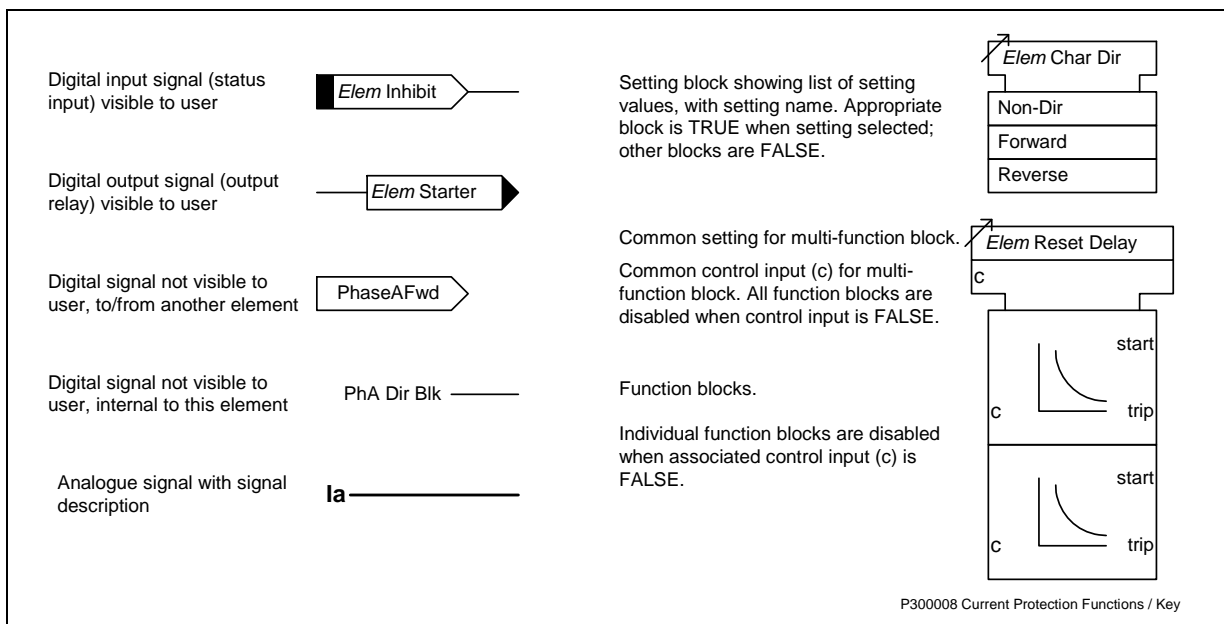 Digital input signal (status
input) visible to user
Elem Inhibit
Digital output signal (output
relay) visible to user
Elem Starter
Digital signal not visible to
user, to/from another element
PhaseAFwd
Digital signal not visible to
user, internal to this element
PhA Dir Blk
Analogue signal with signal
description
Ia
Setting block showing list of setting
values, with setting name. Appropriate
block is TRUE when setting selected;
other blocks are FALSE.
Elem Char Dir
Non-Dir
Forward
Reverse
Common setting for multi-function block.
Elem Reset Delay
Common control input (c) for multi-
function block. All function blocks are
disabled when control input is FALSE.
c
Function blocks.
Individual function blocks are disabled
when associated control input (c) is
FALSE.
start
c
trip
start
c
trip
P300008 Current Protection Functions / Key